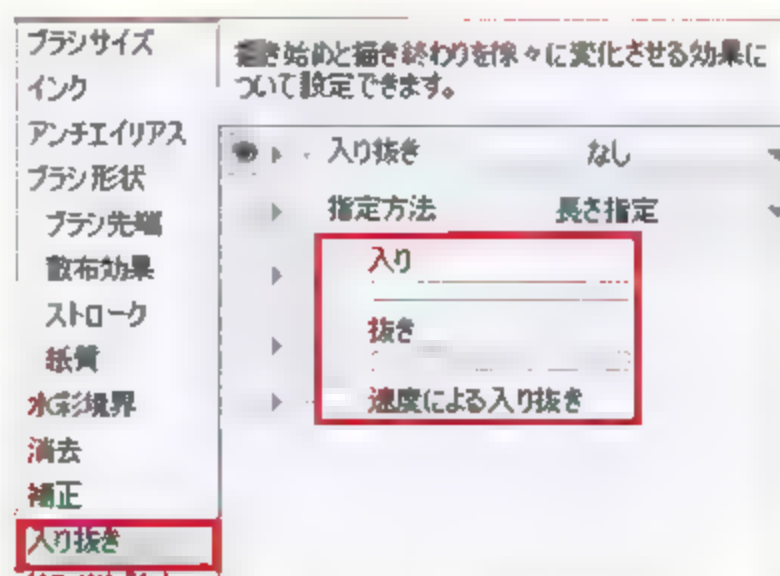 ブラシサイズ
インク
アンチエイリアス
ブラシ形状
ブラシ先端
散布効果
ストローク
紙質
水彩境界
消去
補正
入り抜き
描き始めと描き終わりを徐々に変化させる効果に
ついて設定できます。
入り抜き なし
指定方法 長さ指定
入り
抜き
速度による入り抜き